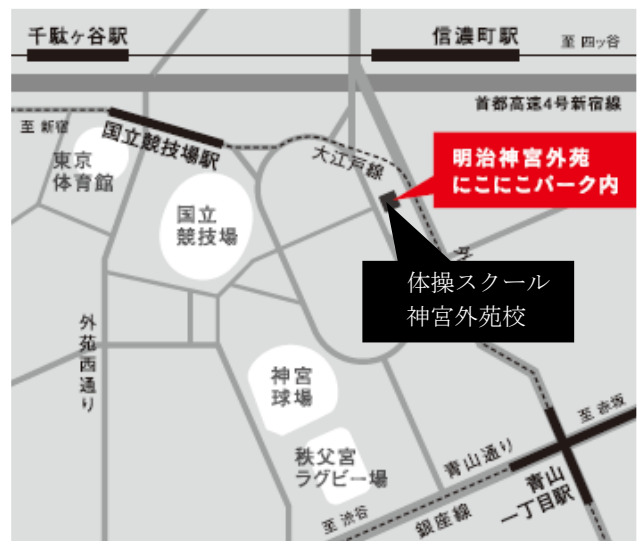 千駄ヶ谷駅
信濃町駅
至 四ッ谷
首都高速4号新宿線
至 新宿
国立競技場駅
大江戸線
明治神宮外苑
にこにこパーク内
東京
体育館
国立
競技場
外
体操スクール
神宮外苑校
外苑西通り
神宮
球場
秩父宮
ラグビー場
青山通り
至 赤坂
青山
一丁目駅
至 渋谷
銀座線